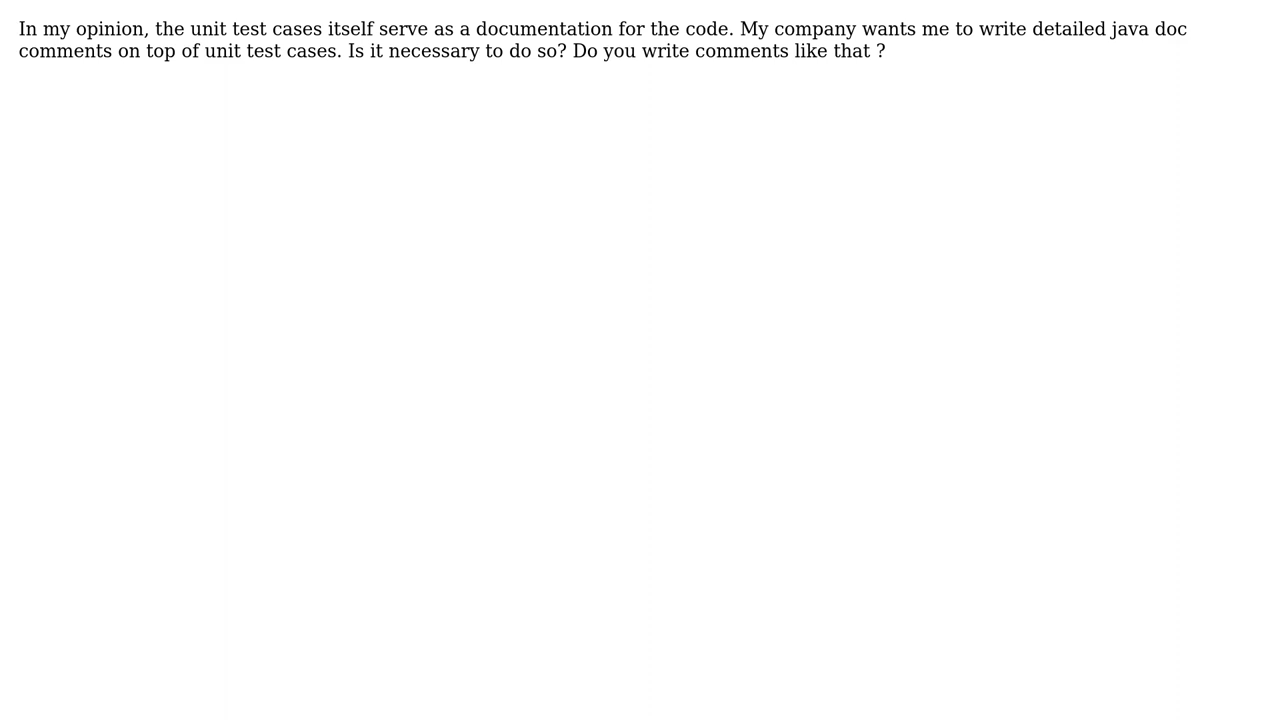 In my opinion, the unit test cases itself serve as a documentation for the code. My company wants me to write detailed java doc
comments on top of unit test cases. Is it necessary to do so? Do you write comments like that ?